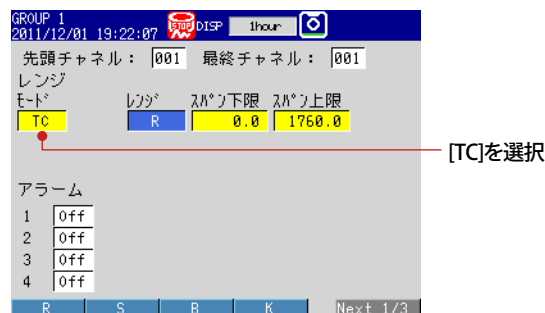 GROUP 1
2011/12/01 19:22:07 STOP DISP 1hour
先頭チャネル： 001 最終チャネル： 001
レンジ
ﾓｰﾄﾞ ﾚﾝｼﾞ ｽﾊﾟﾝ下限 ｽﾊﾟﾝ上限
TC R 0.0 1760.0
[TC]を選択
アラーム
1 Off
2 Off
3 Off
4 Off
R S B K Next 1/3